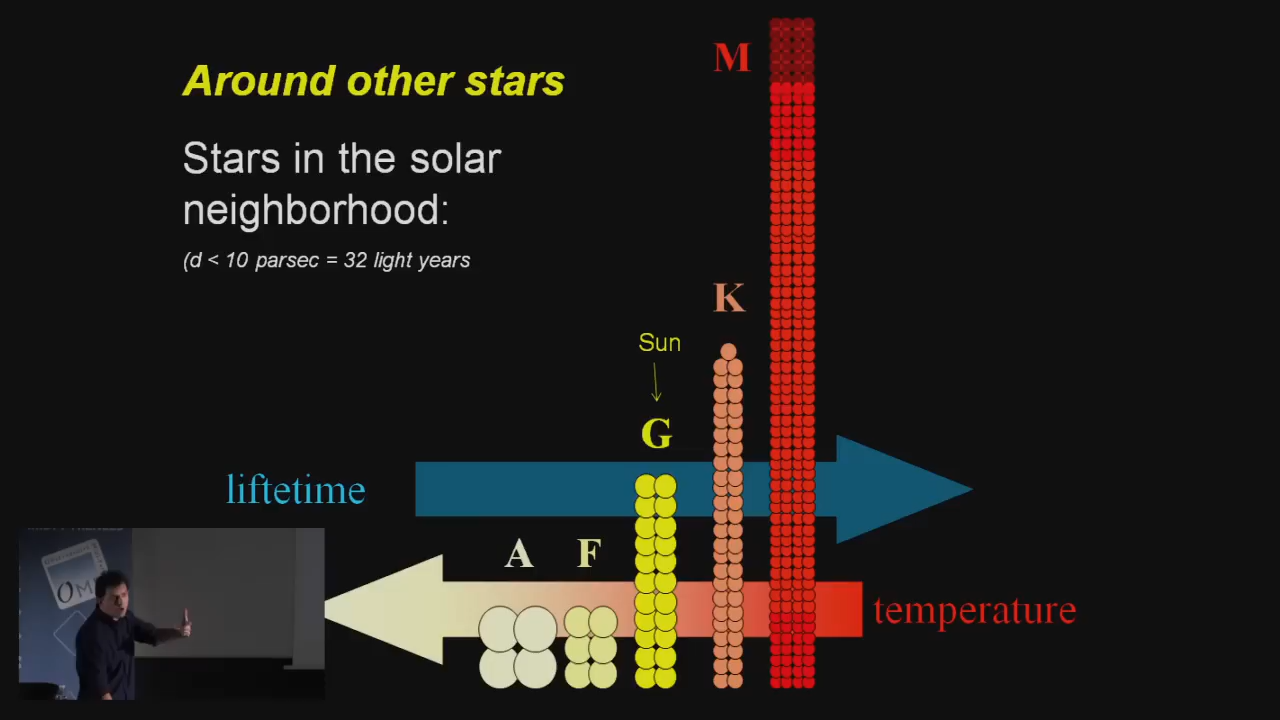 Around other stars
Stars in the solar
neighborhood:
(d < 10 parsec = 32 light years
M
K
Sun
G
liftetime
A F
temperature